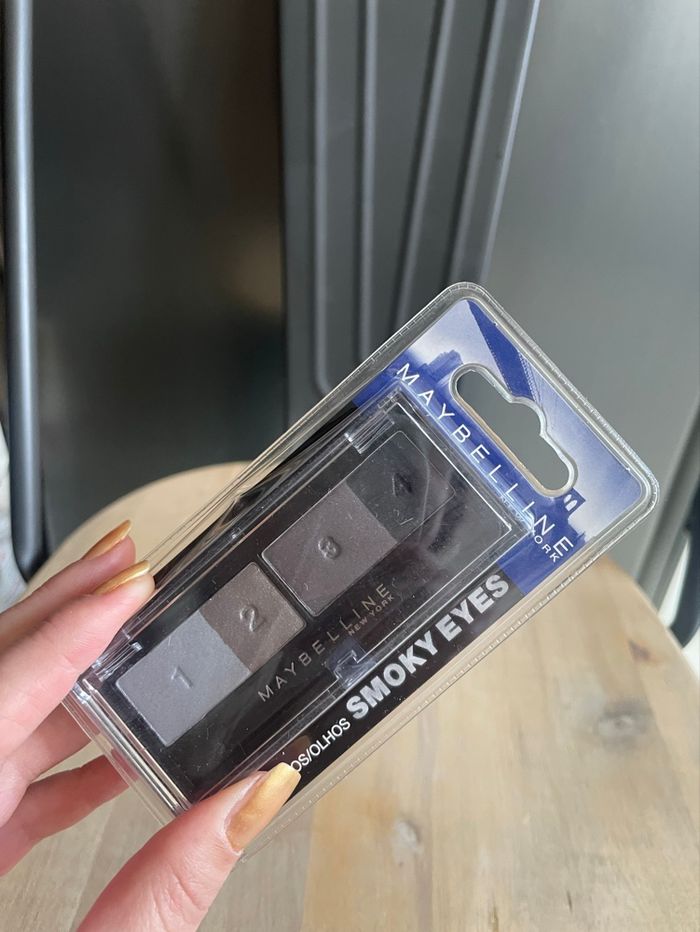 MAYBELLINE
NEW YORK
1
2
3
4
MAYBELLINE
NEW YORK
SMOKY EYES
OS/OLHOS